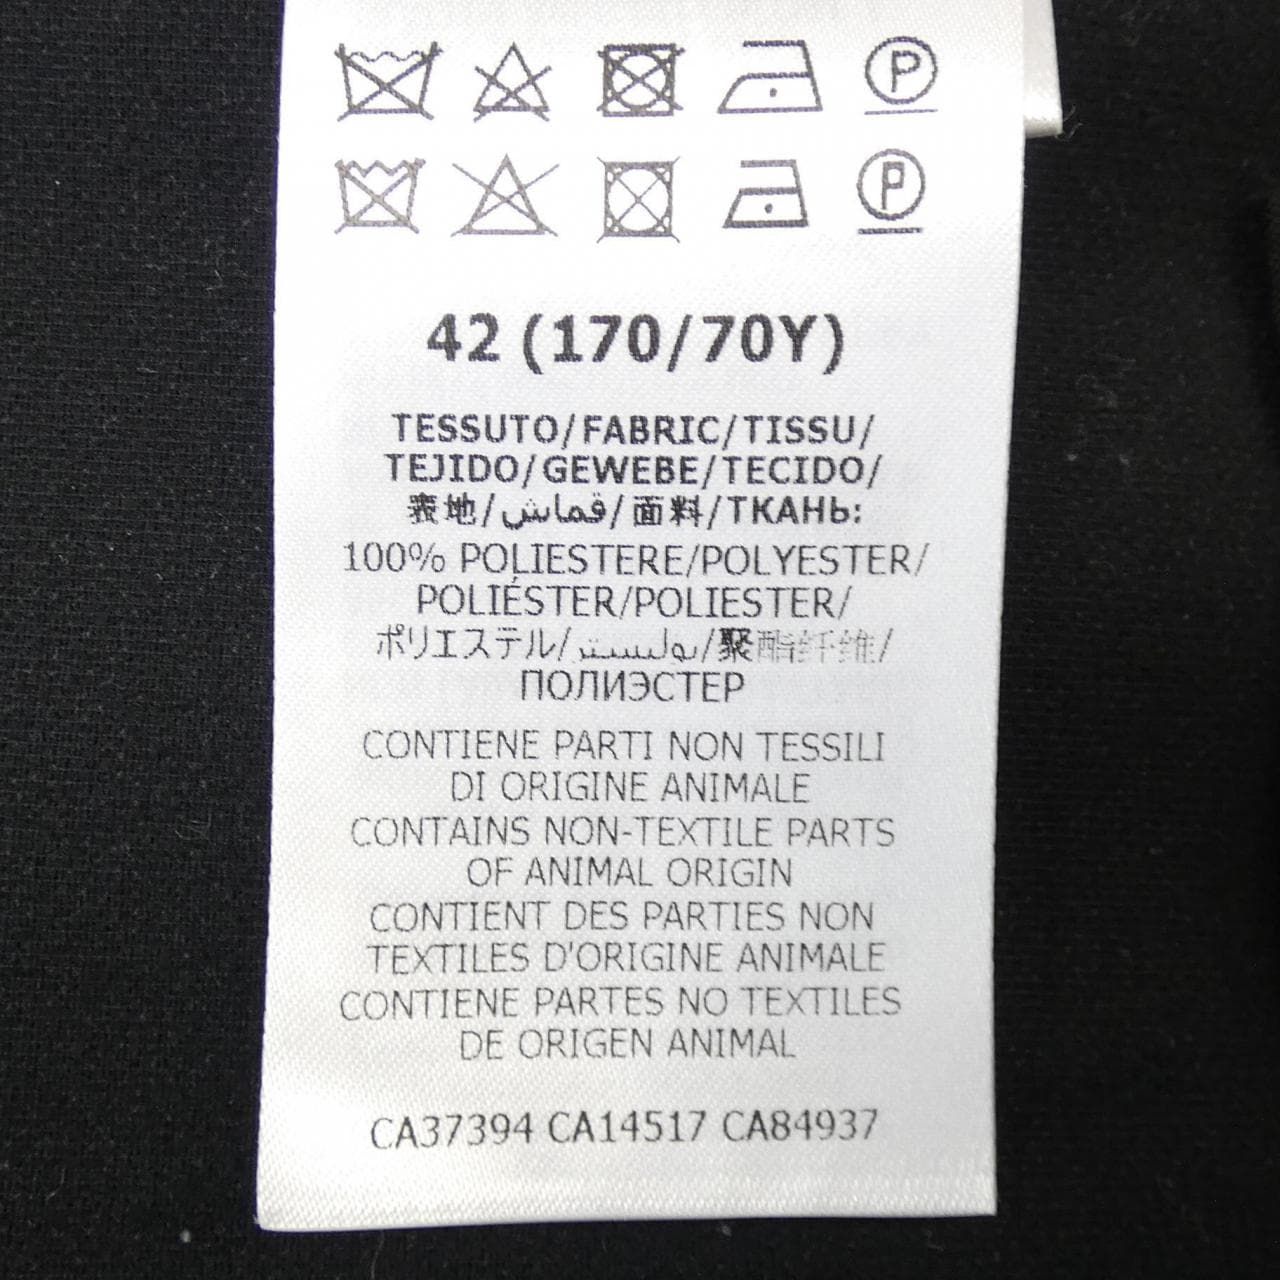 P
P
42 (170/70Y)
TESSUTO/FABRIC/TISSU/
TEJIDO/GEWEBE/TECIDO/
表地/قماش/面料/ТКАНЬ:
100% POLIESTERE/POLYESTER/
POLIÉSTER/POLIESTER/
ポリエステル/بوليستر/聚酯纤维/
ПОЛИЭСТЕР
CONTIENE PARTI NON TESSILI
DI ORIGINE ANIMALE
CONTAINS NON-TEXTILE PARTS
OF ANIMAL ORIGIN
CONTIENT DES PARTIES NON
TEXTILES D'ORIGINE ANIMALE
CONTIENE PARTES NO TEXTILES
DE ORIGEN ANIMAL
CA37394 CA14517 CA84937